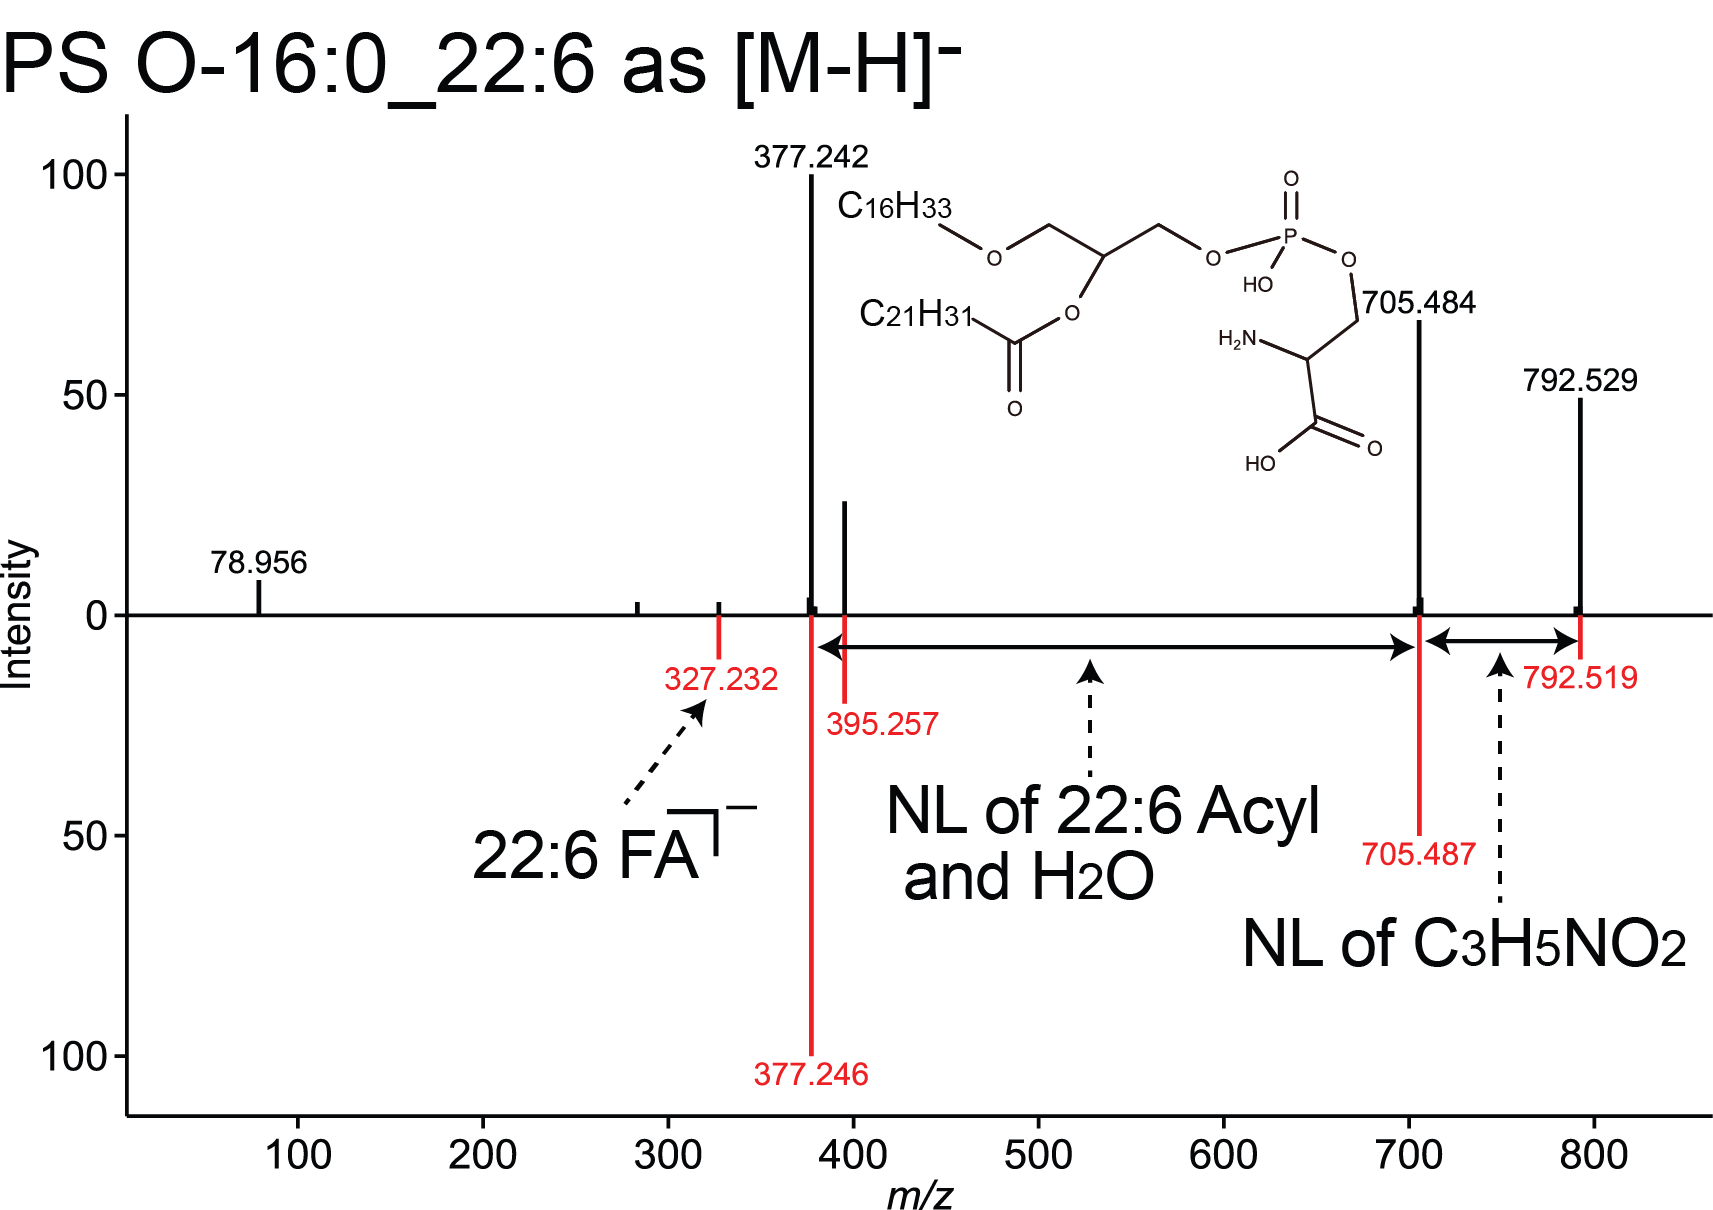 PS O-16:0_22:6 as [M-H]-
377.242
100
C16H33
O
O
O
P
O
HO
O
C21H31
O
O
H2N
HO
O
705.484
792.529
50
78.956
0
Intensity
327.232
395.257
792.519
22:6 FA ¬ –
NL of 22:6 Acyl
and H2O
50
705.487
NL of C3H5NO2
100
377.246
100 200 300 400 500 600 700 800
m/z